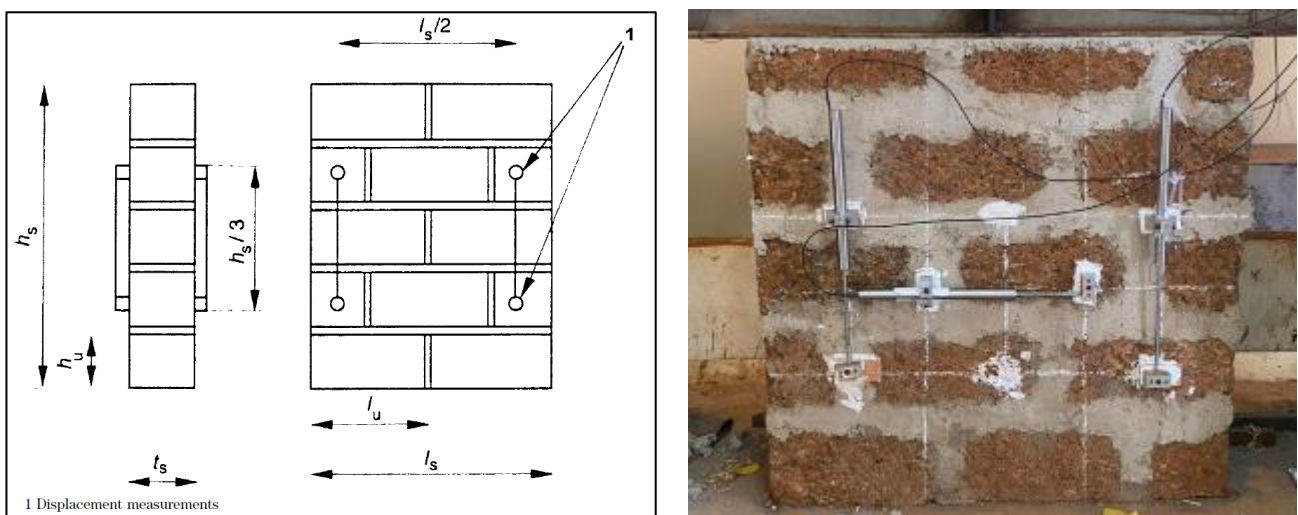 l_s/2
1
h_s
h_s/3
h_u
l_u
t_s
l_s
1 Displacement measurements